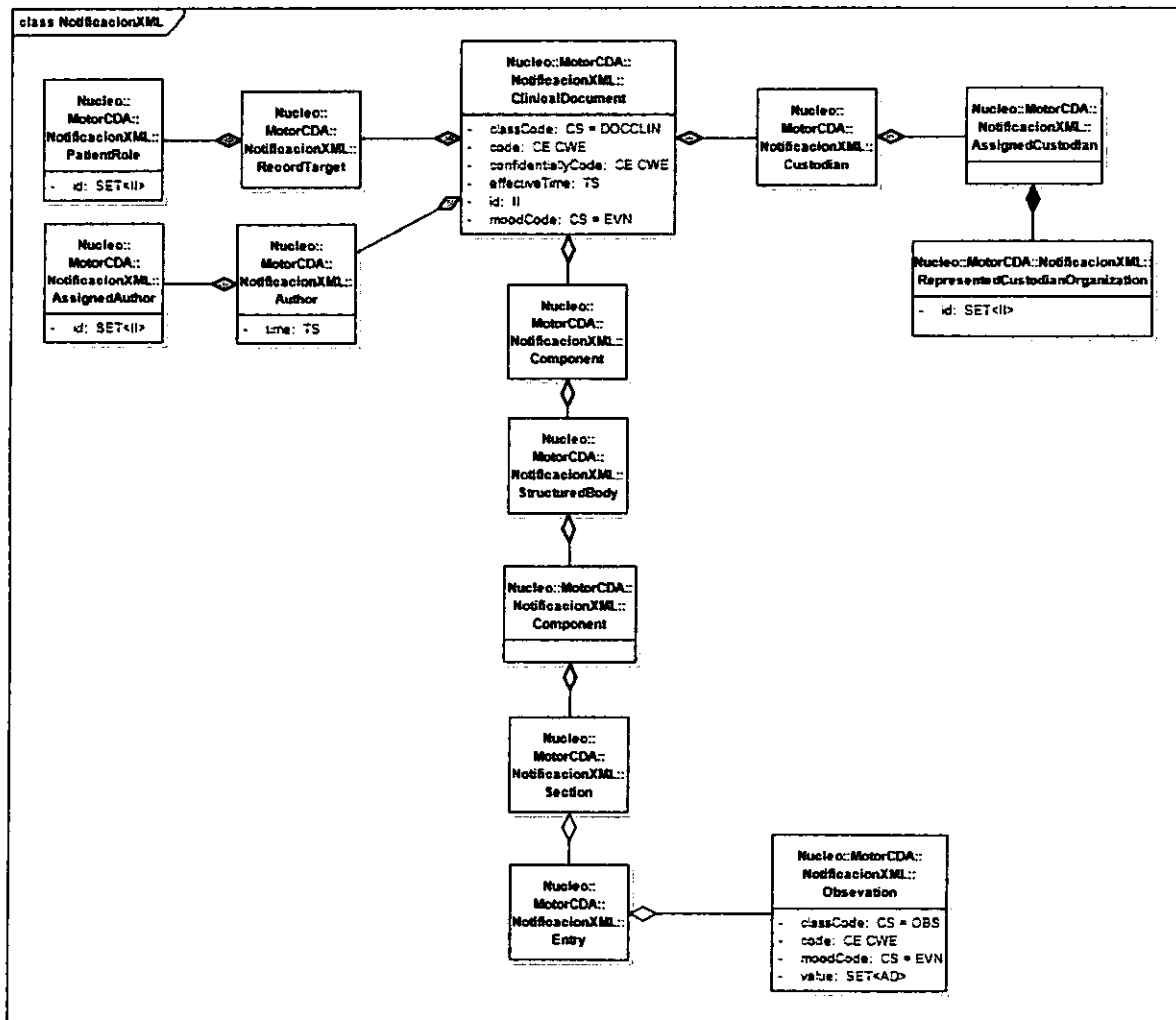 class NotificacionXML
Nucleo::MotorCDA::
NotificacionXML::
ClinicalDocument
- classCode: CS = DOCCLIN
- code: CE CWE
- confidentialyCode: CE CWE
- effectiveTime: TS
- id: II
- moodCode: CS = EVN
Nucleo::
MotorCDA::
NotificacionXML::
PatientRole
- id: SET<II>
Nucleo::
MotorCDA::
NotificacionXML::
RecordTarget
Nucleo::
MotorCDA::
NotificacionXML::
Custodian
Nucleo::MotorCDA::
NotificacionXML::
AssignedCustodian
Nucleo::
MotorCDA::
NotificacionXML::
AssignedAuthor
- id: SET<II>
Nucleo::
MotorCDA::
NotificacionXML::
Author
- time: TS
Nucleo::MotorCDA::NotificacionXML::
RepresentedCustodianOrganization
- id: SET<II>
Nucleo::
MotorCDA::
NotificacionXML::
Component
Nucleo::
MotorCDA::
NotificacionXML::
StructuredBody
Nucleo::MotorCDA::
NotificacionXML::
Component
Nucleo::
MotorCDA::
NotificacionXML::
Section
Nucleo::
MotorCDA::
NotificacionXML::
Entry
Nucleo::MotorCDA::
NotificacionXML::
Obsevation
- classCode: CS = OBS
- code: CE CWE
- moodCode: CS = EVN
- value: SET<AD>